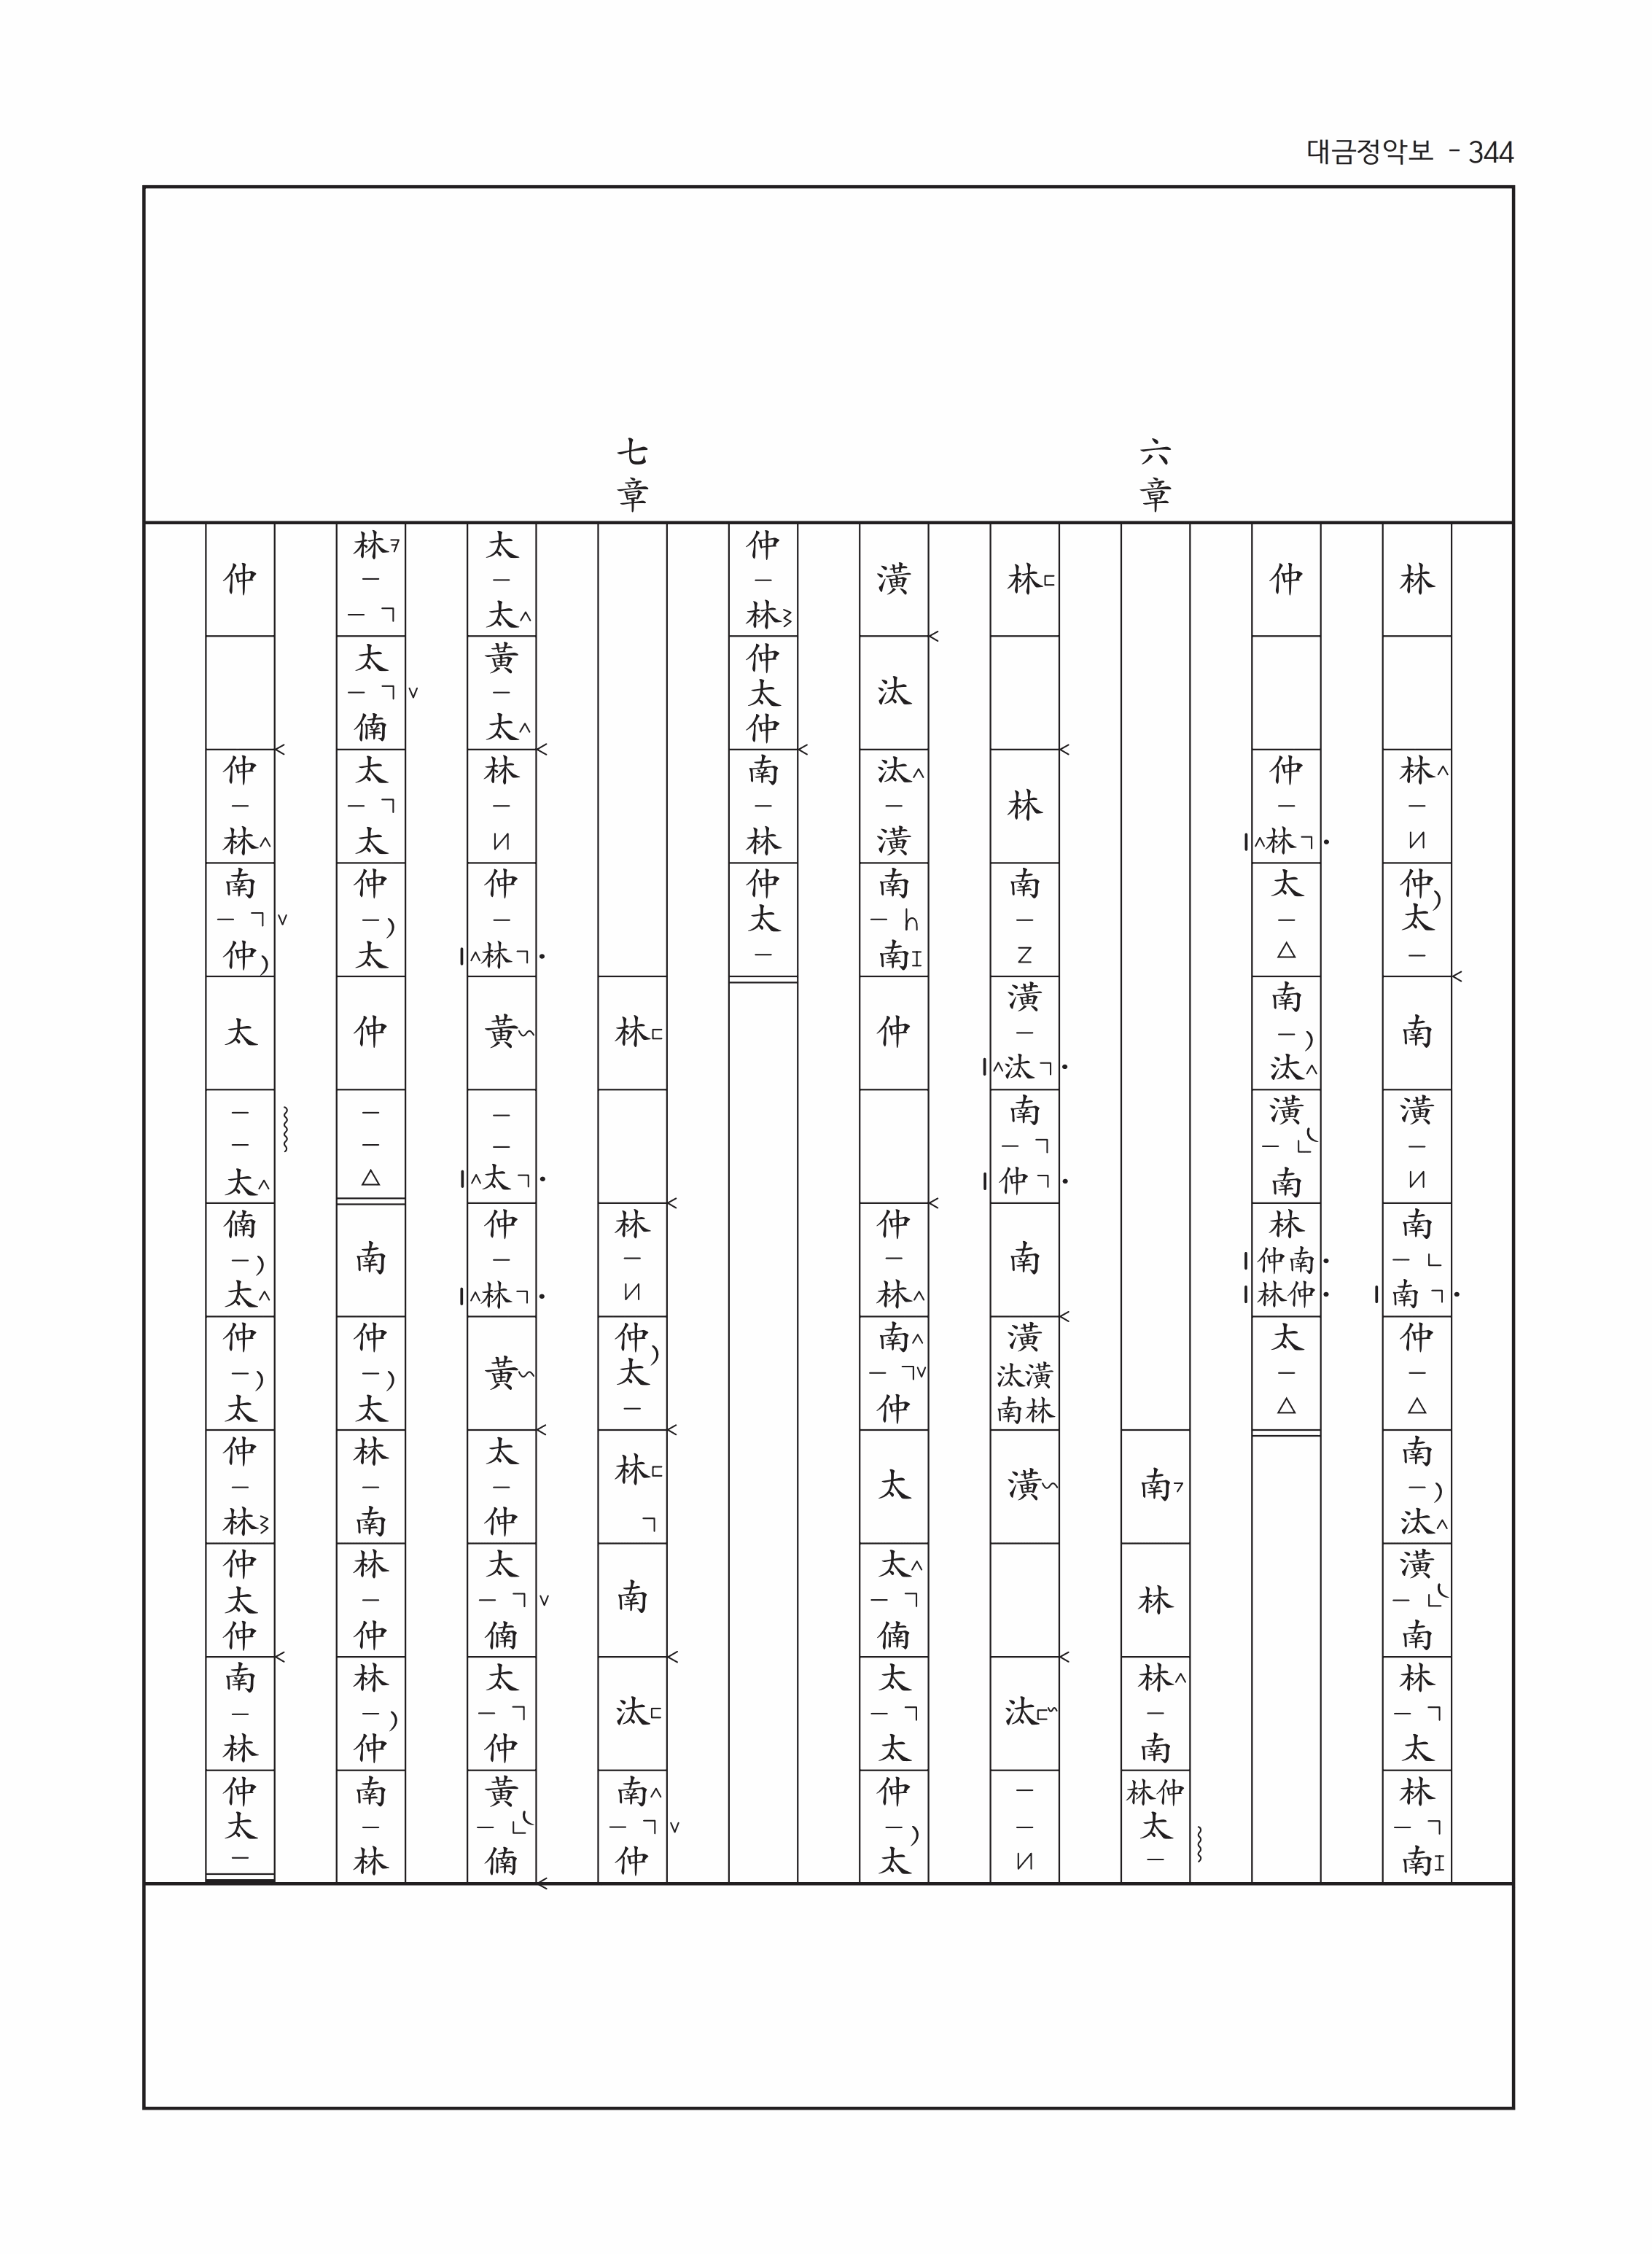 대금정악보 - 344
林 林 ㅡ 仲 太 ㅡ 南 潢 ㅡ 南 ㅡ ㄴ 南 ㄱ 仲 ㅡ △ 南 ㅡ 汰 潢 ㅡ ㄴ 南 林 ㅡ ㄱ 太 林 ㅡ ㄱ 南
仲 仲 ㅡ 林 ㄱ 太 ㅡ △ 南 ㅡ 汰 潢 ㅡ ㄴ 南 林 仲南 林仲 太 ㅡ △
六章
南 林 林 ㅡ 南 林仲 太 ㅡ
林 ㄷ 林 南 ㅡ 潢 ㅡ 汰 ㄱ 南 ㅡ ㄱ 仲 ㄱ 南 潢 汰潢 南林 潢 汰 ㄷ ㅡ ㅡ
潢 汰 汰 ㅡ 潢 南 ㅡ 南 仲 仲 ㅡ 林 南 ㅡ ㄱ 仲 太 太 ㅡ ㄱ 㑲 太 ㅡ ㄱ 太 仲 ㅡ 太
仲 ㅡ 林 仲 太 仲 南 ㅡ 林 仲 太 ㅡ
七章
林 ㄷ 林 ㅡ 仲 太 ㅡ 林 ㄷ ㄱ 南 汰 ㄷ 南 ㅡ ㄱ 仲
太 ㅡ 太 黃 ㅡ 太 林 ㅡ 仲 ㅡ 林 ㄱ 黃 ㅡ ㅡ 太 ㄱ 仲 ㅡ 林 ㄱ 黃 太 ㅡ 仲 太 ㅡ ㄱ 㑲 太 ㅡ ㄱ 仲 黃 ㅡ ㄴ 㑲
林 ㅡ ㅡ ㄱ 太 ㅡ ㄱ 㑲 太 ㅡ ㄱ 太 仲 ㅡ 太 仲 ㅡ ㅡ △ 南 仲 ㅡ 太 林 ㅡ 南 林 ㅡ 仲 林 ㅡ 仲 南 ㅡ 林
仲 仲 ㅡ 林 南 ㅡ ㄱ 仲 太 ㅡ ㅡ 太 㑲 ㅡ 太 仲 ㅡ 太 仲 ㅡ 林 仲 太 仲 南 ㅡ 林 仲 太 ㅡ